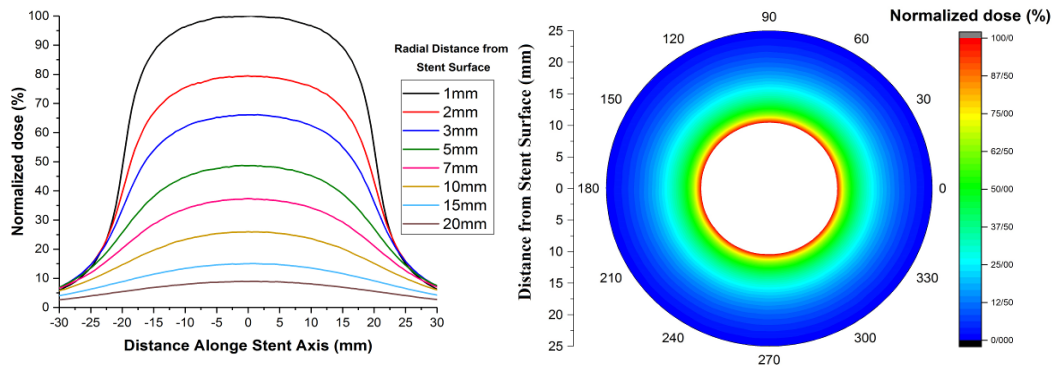 100
90
80
70
60
50
40
30
20
10
0
Normalized dose (%)
-30 -25 -20 -15 -10 -5 0 5 10 15 20 25 30
Distance Alonge Stent Axis (mm)
Radial Distance from
Stent Surface
1mm
2mm
3mm
5mm
7mm
10mm
15mm
20mm
Distance from Stent Surface (mm)
25
20
15
10
5
0
5
10
15
20
25
90
120 60
150 30
180 0
210 330
240 300
270
Normalized dose (%)
100/0
87/50
75/00
62/50
50/000
37/50
25/00
12/50
0/000